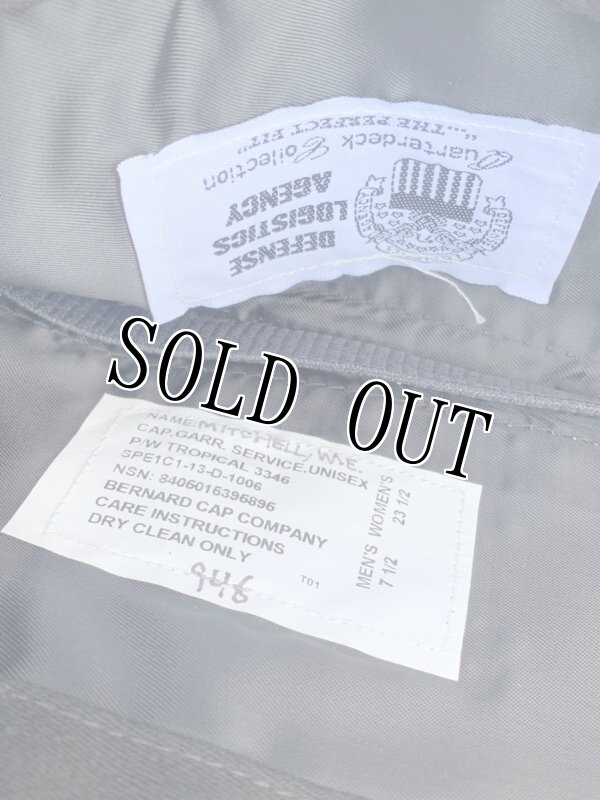 "...THE PERFECT FIT"
Quarterdeck Collection
DEFENSE
LOGISTICS
AGENCY
SOLD OUT
NAME: MITCHELL, W.E.
CAP,GARR, SERVICE,UNISEX
P/W TROPICAL 3346
SPE1C1-13-D-1006
NSN: 8406016396896
BERNARD CAP COMPANY
CARE INSTRUCTIONS
DRY CLEAN ONLY
T01
MEN'S WOMEN'S
7 1/2 23 1/2